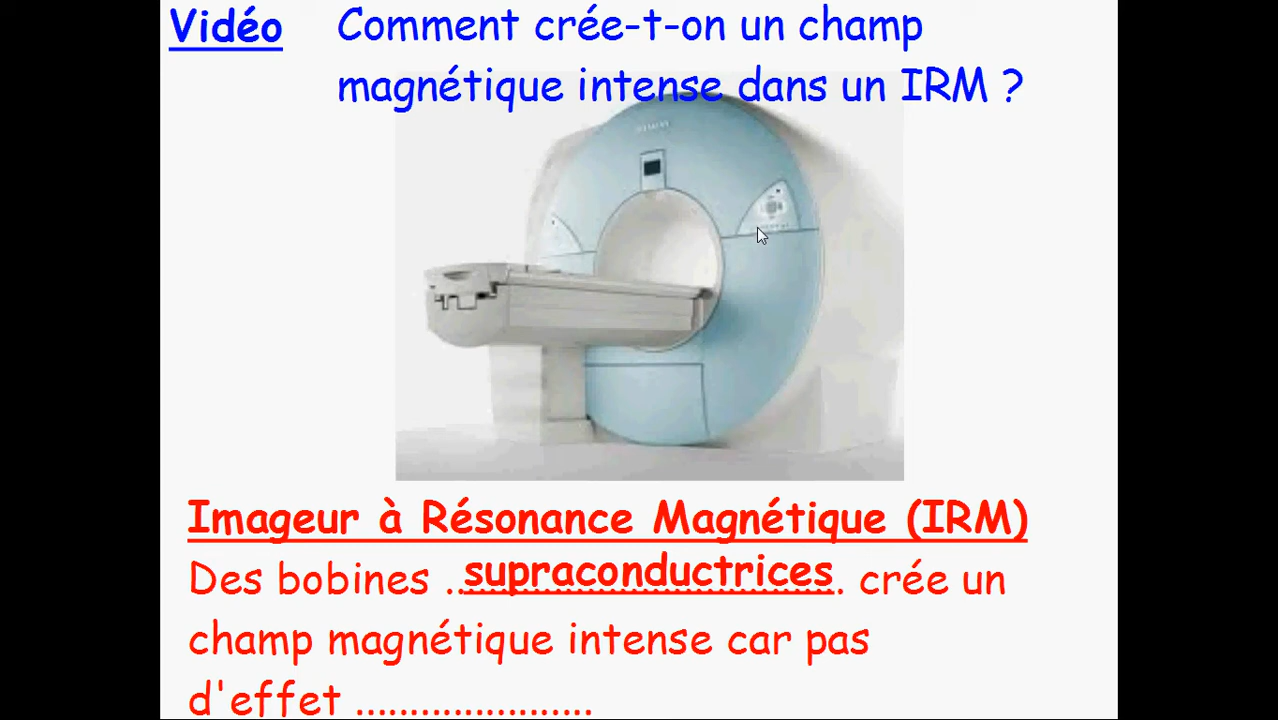 Vidéo Comment crée-t-on un champ
magnétique intense dans un IRM ?
Imageur à Résonance Magnétique (IRM)
Des bobines ..supraconductrices. crée un
champ magnétique intense car pas
d'effet ......................